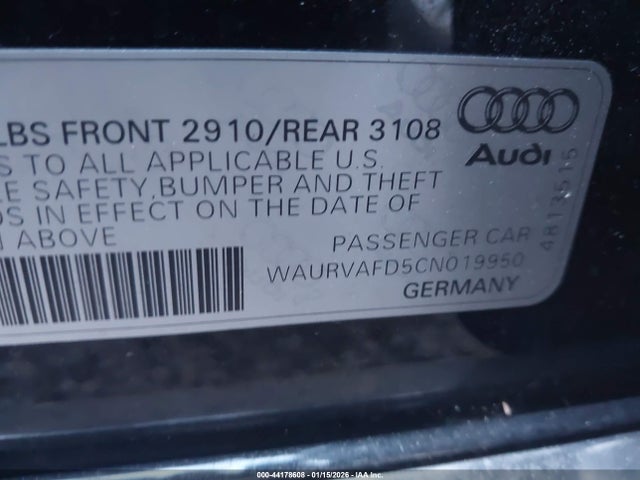 LBS FRONT 2910/REAR 3108
S TO ALL APPLICABLE U.S.
LE SAFETY,BUMPER AND THEFT
DS IN EFFECT ON THE DATE OF
ABOVE
Audi
PASSENGER CAR
WAURVAFD5CN019950
GERMANY
4813515
000-44178608 - 01/15/2026 - IAA Inc.